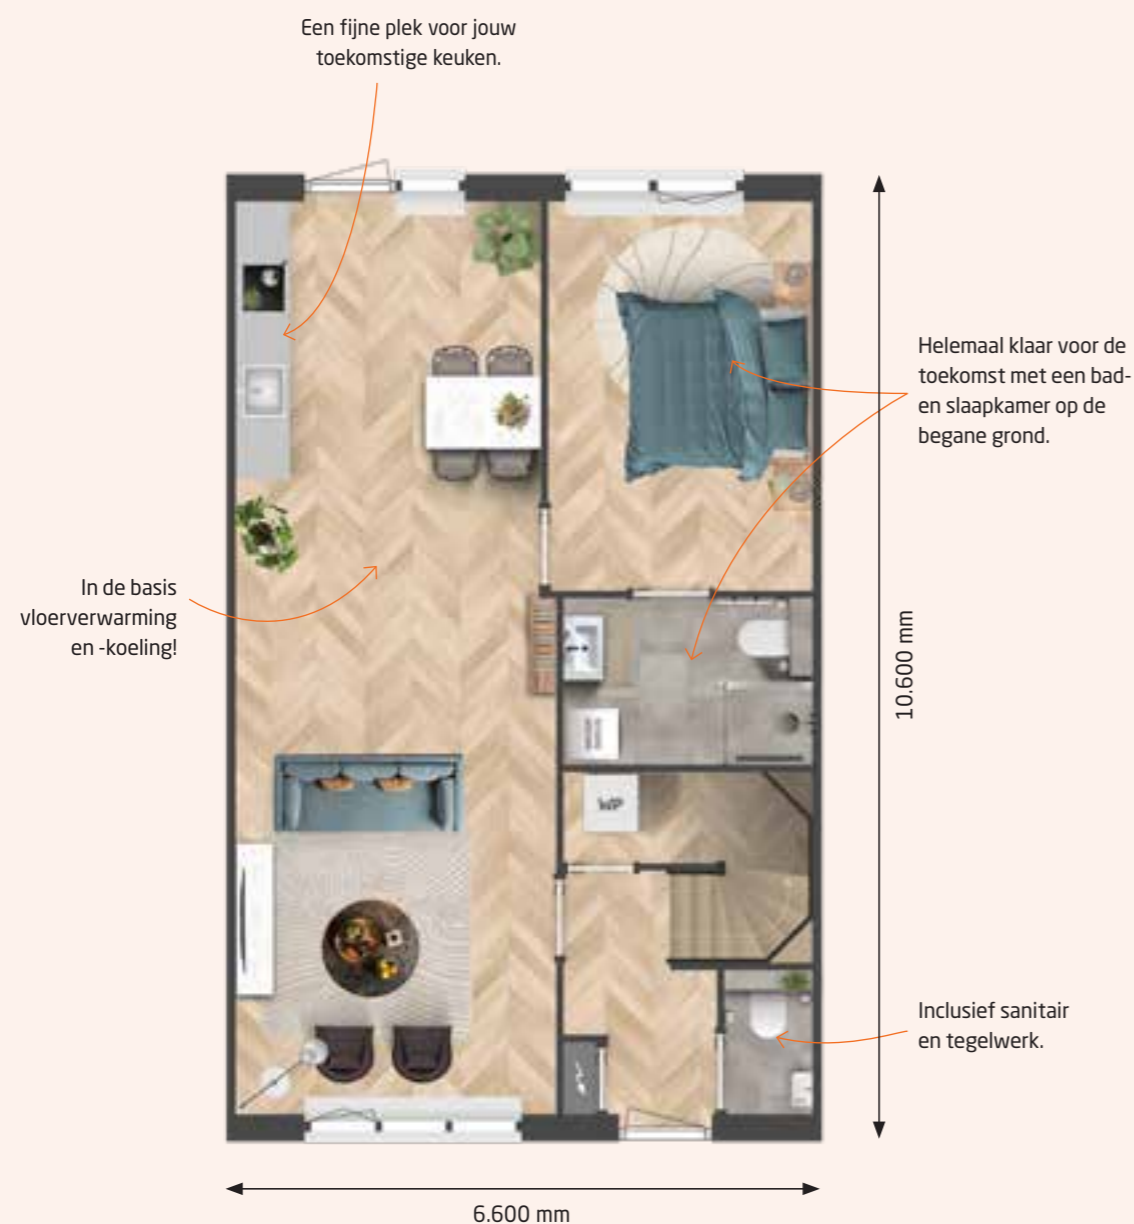 Een fijne plek voor jouw
toekomstige keuken.
Helemaal klaar voor de
toekomst met een bad-
en slaapkamer op de
begane grond.
In de basis
vloerverwarming
en -koeling!
10.600 mm
WP
Inclusief sanitair
en tegelwerk.
6.600 mm